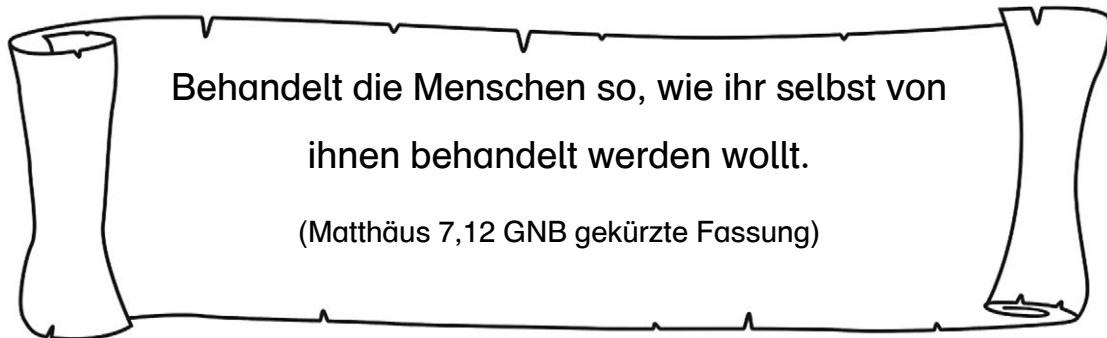 Behandelt die Menschen so, wie ihr selbst von
ihnen behandelt werden wollt.
(Matthäus 7,12 GNB gekürzte Fassung)